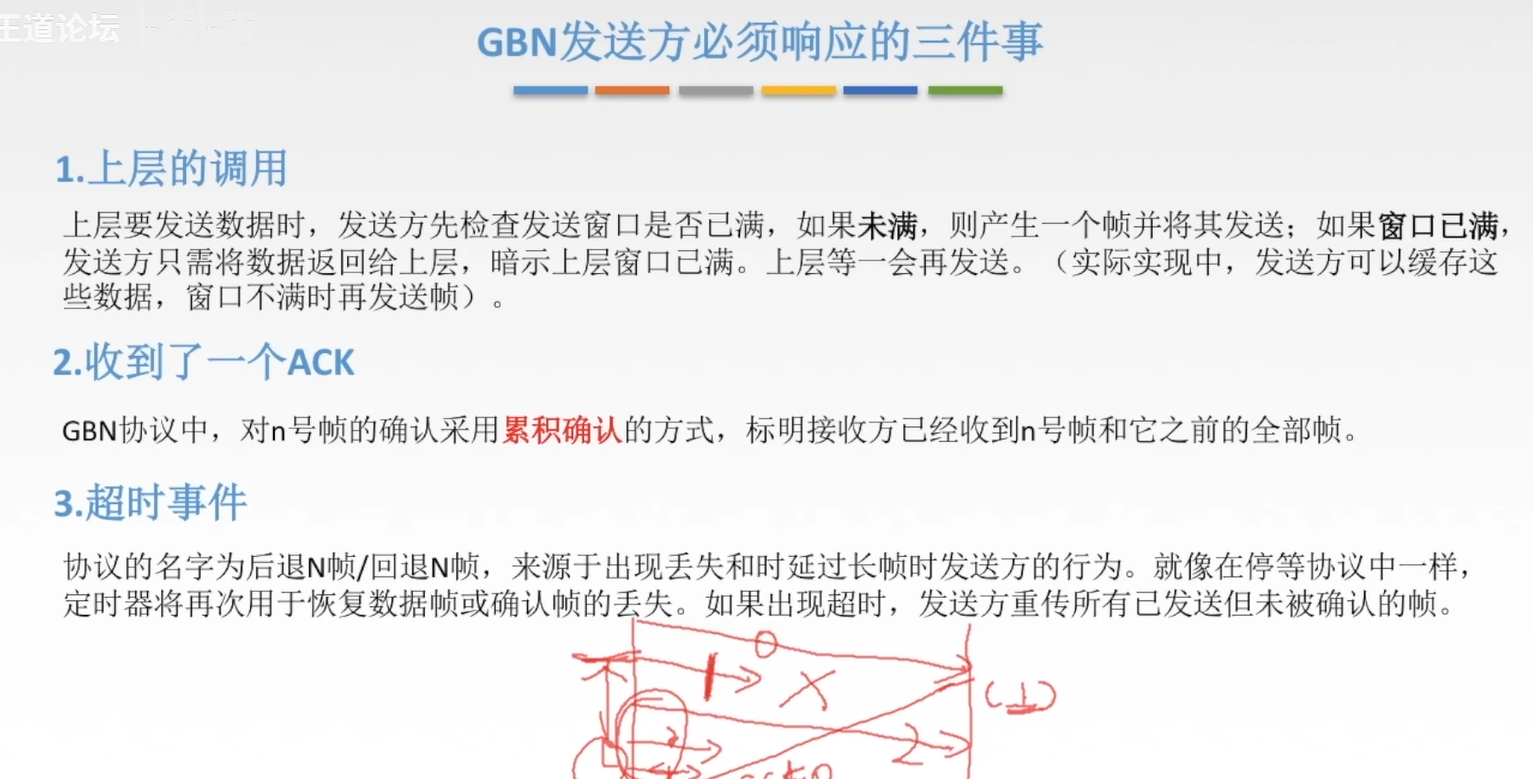 王道论坛
GBN发送方必须响应的三件事
1.上层的调用
上层要发送数据时，发送方先检查发送窗口是否已满，如果未满，则产生一个帧并将其发送；如果窗口已满，
发送方只需将数据返回给上层，暗示上层窗口已满。上层等一会再发送。（实际实现中，发送方可以缓存这
些数据，窗口不满时再发送帧）。
2.收到了一个ACK
GBN协议中，对n号帧的确认采用累积确认的方式，标明接收方已经收到n号帧和它之前的全部帧。
3.超时事件
协议的名字为后退N帧/回退N帧，来源于出现丢失和时延过长帧时发送方的行为。就像在停等协议中一样，
定时器将再次用于恢复数据帧或确认帧的丢失。如果出现超时，发送方重传所有已发送但未被确认的帧。
0
1
(1)
2